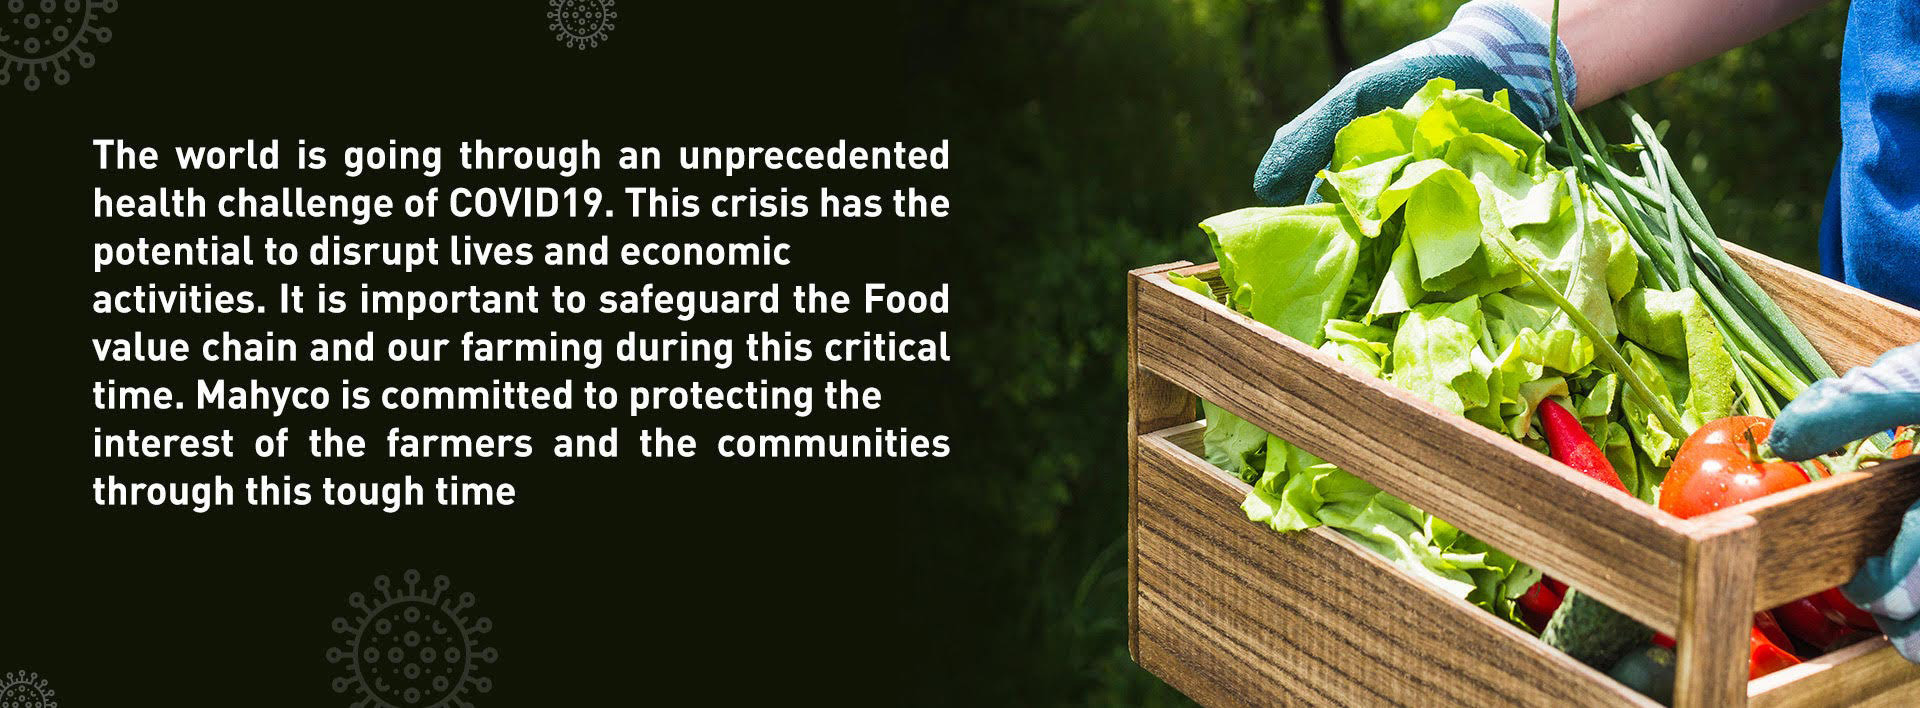 The world is going through an unprecedented
health challenge of COVID19. This crisis has the
potential to disrupt lives and economic
activities. It is important to safeguard the Food
value chain and our farming during this critical
time. Mahyco is committed to protecting the
interest of the farmers and the communities
through this tough time